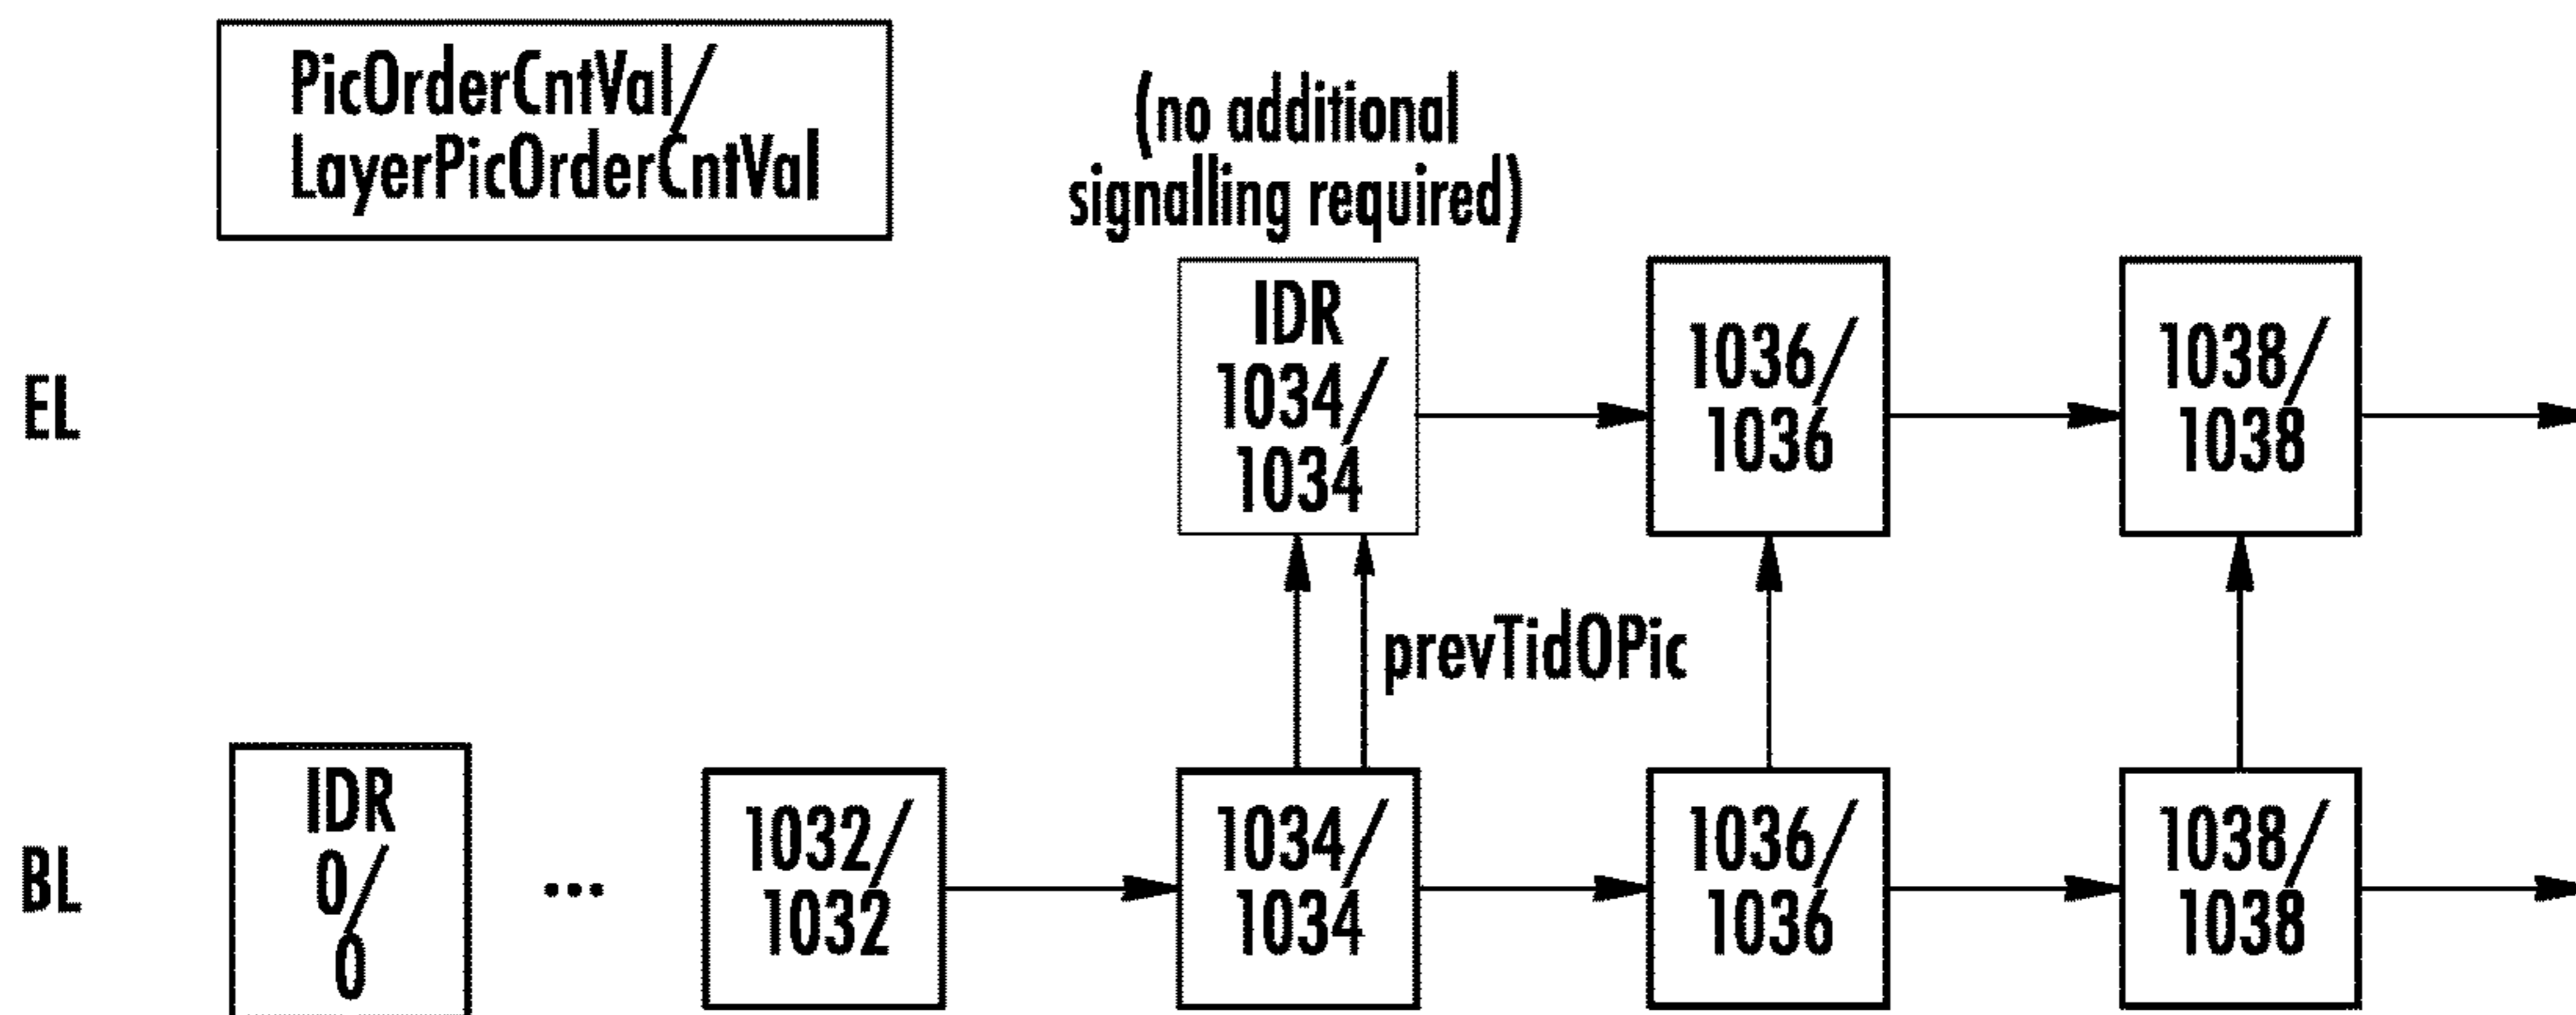 PicOrderCntVal/
LayerPicOrderCntVal
(no additional
signalling required)
EL
IDR
1034/
1034
1036/
1036
1038/
1038
prevTid0Pic
BL
IDR
0/
0
...
1032/
1032
1034/
1034
1036/
1036
1038/
1038